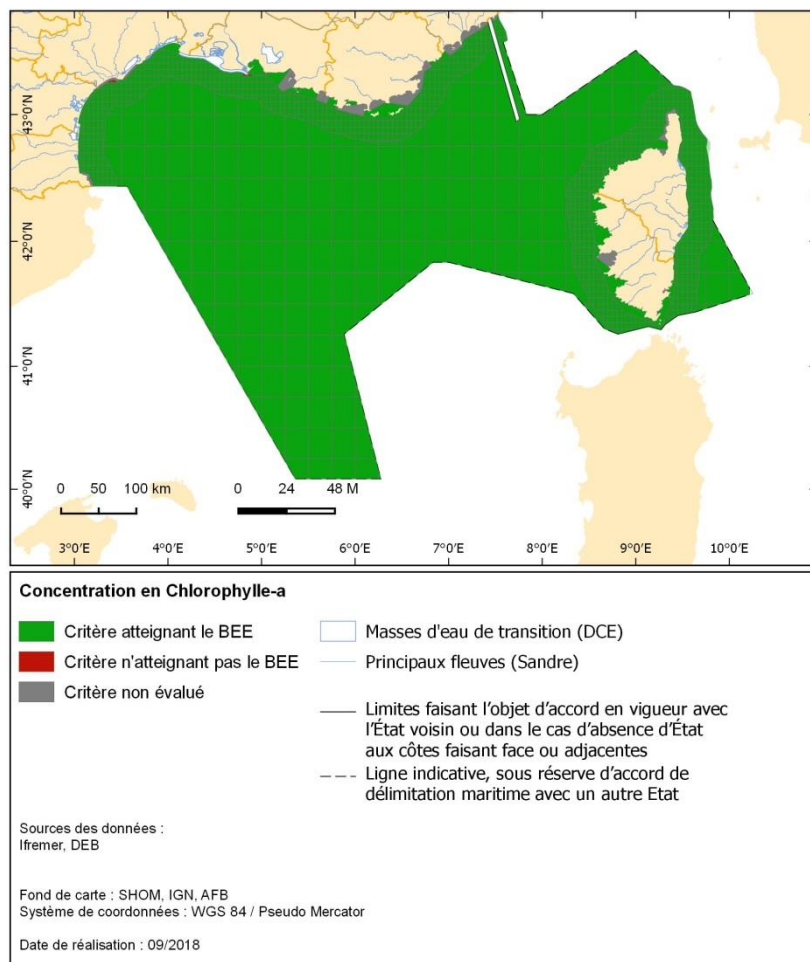 43°0'N
42°0'N
41°0'N
40°0'N
0 50 100 km
0 24 48 M
3°0'E 4°0'E 5°0'E 6°0'E 7°0'E 8°0'E 9°0'E 10°0'E
Concentration en Chlorophylle-a
Critère atteignant le BEE
Critère n'atteignant pas le BEE
Critère non évalué
Masses d'eau de transition (DCE)
Principaux fleuves (Sandre)
Limites faisant l'objet d'accord en vigueur avec
l'État voisin ou dans le cas d'absence d'État
aux côtes faisant face ou adjacentes
Ligne indicative, sous réserve d'accord de
délimitation maritime avec un autre Etat
Sources des données :
Ifremer, DEB
Fond de carte : SHOM, IGN, AFB
Système de coordonnées : WGS 84 / Pseudo Mercator
Date de réalisation : 09/2018